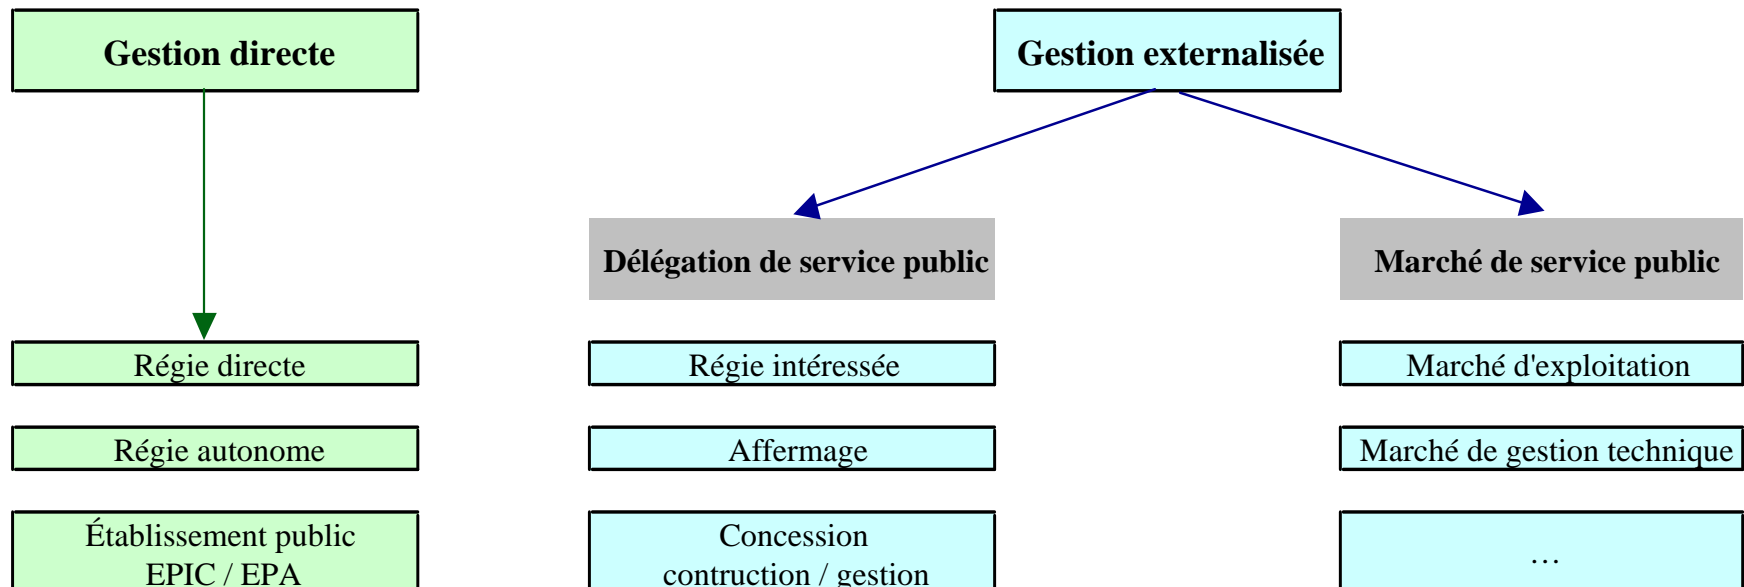 Gestion directe
Gestion externalisée
Délégation de service public
Marché de service public
Régie directe
Régie intéressée
Marché d'exploitation
Régie autonome
Affermage
Marché de gestion technique
Établissement public
EPIC / EPA
Concession
contruction / gestion
…